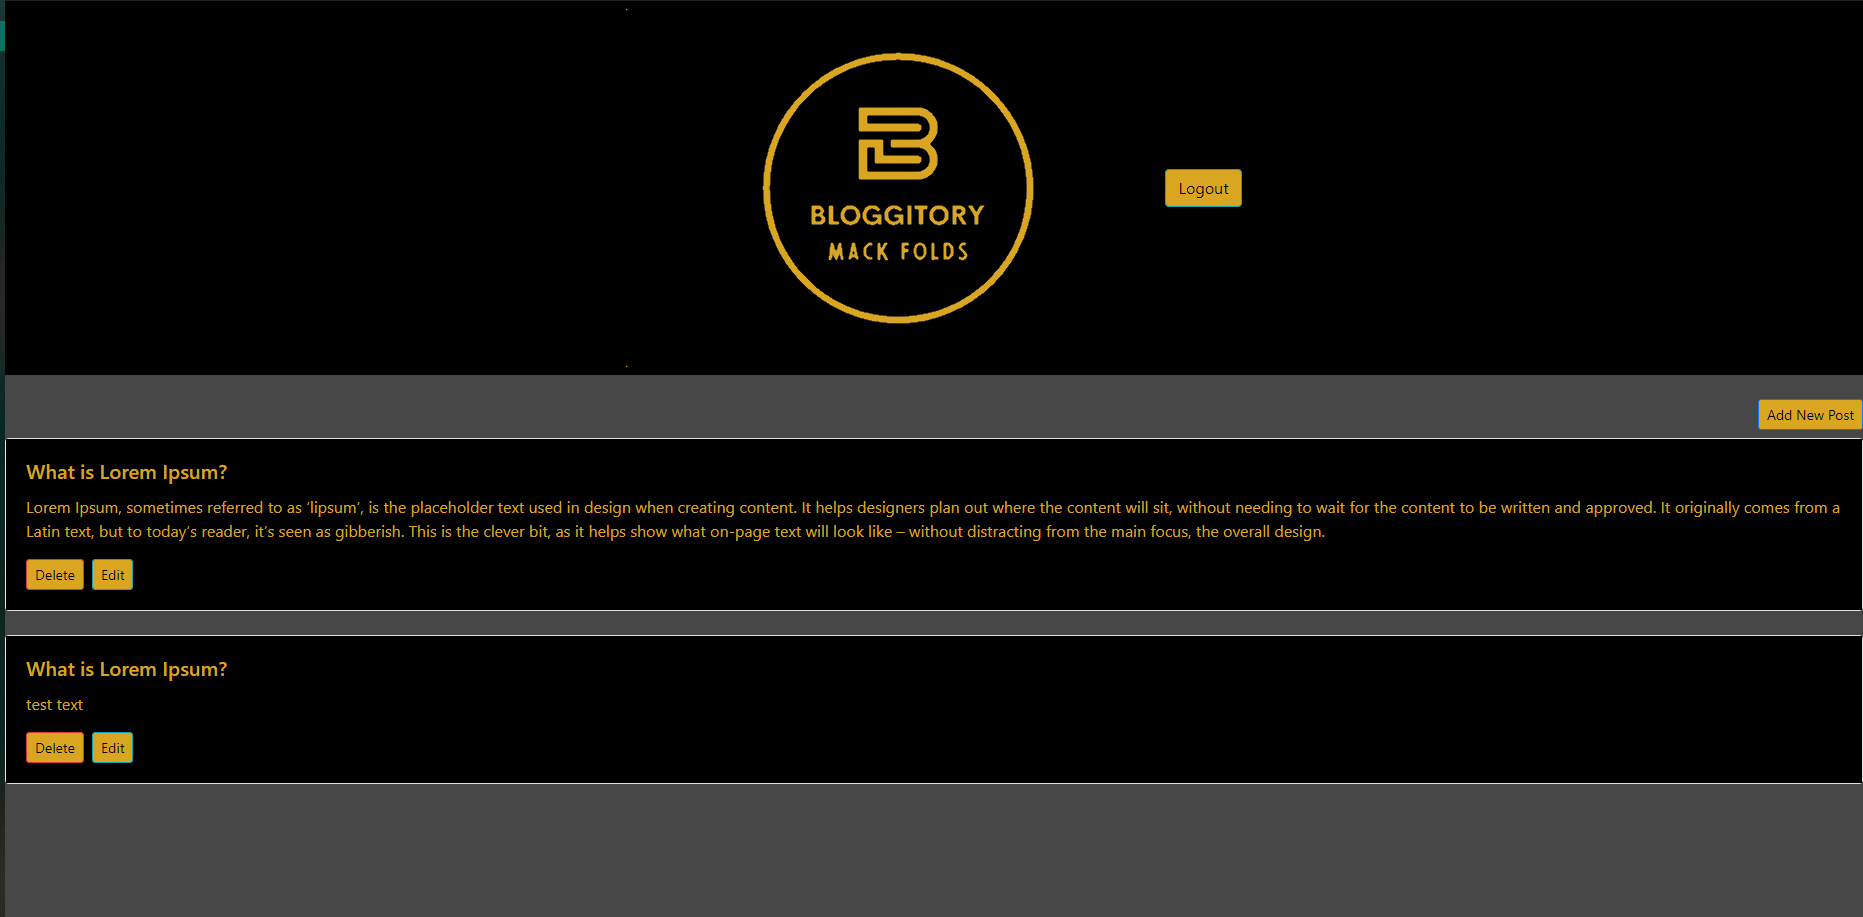 BLOGGITORY
MACK FOLDS
Logout
Add New Post
What is Lorem Ipsum?
Lorem Ipsum, sometimes referred to as ‘lipsum’, is the placeholder text used in design when creating content. It helps designers plan out where the content will sit, without needing to wait for the content to be written and approved. It originally comes from a
Latin text, but to today’s reader, it’s seen as gibberish. This is the clever bit, as it helps show what on-page text will look like – without distracting from the main focus, the overall design.
Delete Edit
What is Lorem Ipsum?
test text
Delete Edit